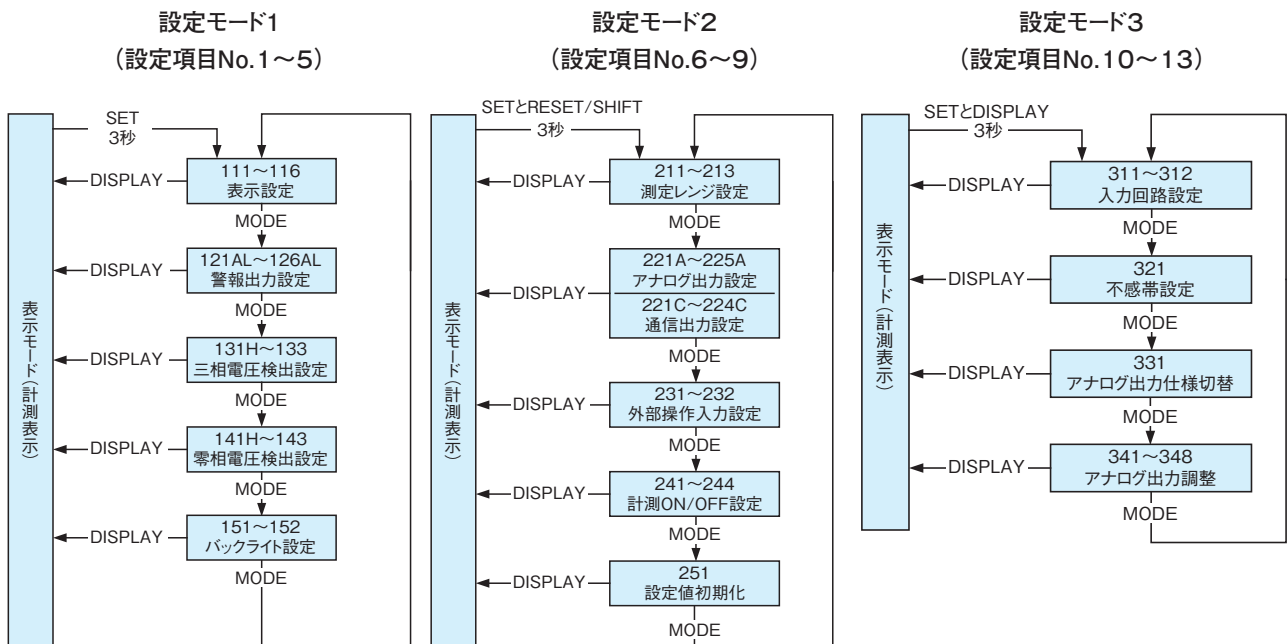 設定モード1
（設定項目No.1～5）
SET
3秒
111～116
表示設定
DISPLAY
MODE
121AL～126AL
警報出力設定
DISPLAY
MODE
131H～133
三相電圧検出設定
DISPLAY
MODE
141H～143
零相電圧検出設定
DISPLAY
MODE
151～152
バックライト設定
DISPLAY
MODE
表示モード（計測表示）
設定モード2
（設定項目No.6～9）
SETとRESET/SHIFT
3秒
211～213
測定レンジ設定
DISPLAY
MODE
221A～225A
アナログ出力設定
221C～224C
通信出力設定
DISPLAY
MODE
231～232
外部操作入力設定
DISPLAY
MODE
241～244
計測ON/OFF設定
DISPLAY
MODE
251
設定値初期化
DISPLAY
MODE
表示モード（計測表示）
設定モード3
（設定項目No.10～13）
SETとDISPLAY
3秒
311～312
入力回路設定
DISPLAY
MODE
321
不感帯設定
DISPLAY
MODE
331
アナログ出力仕様切替
DISPLAY
MODE
341～348
アナログ出力調整
DISPLAY
MODE
表示モード（計測表示）